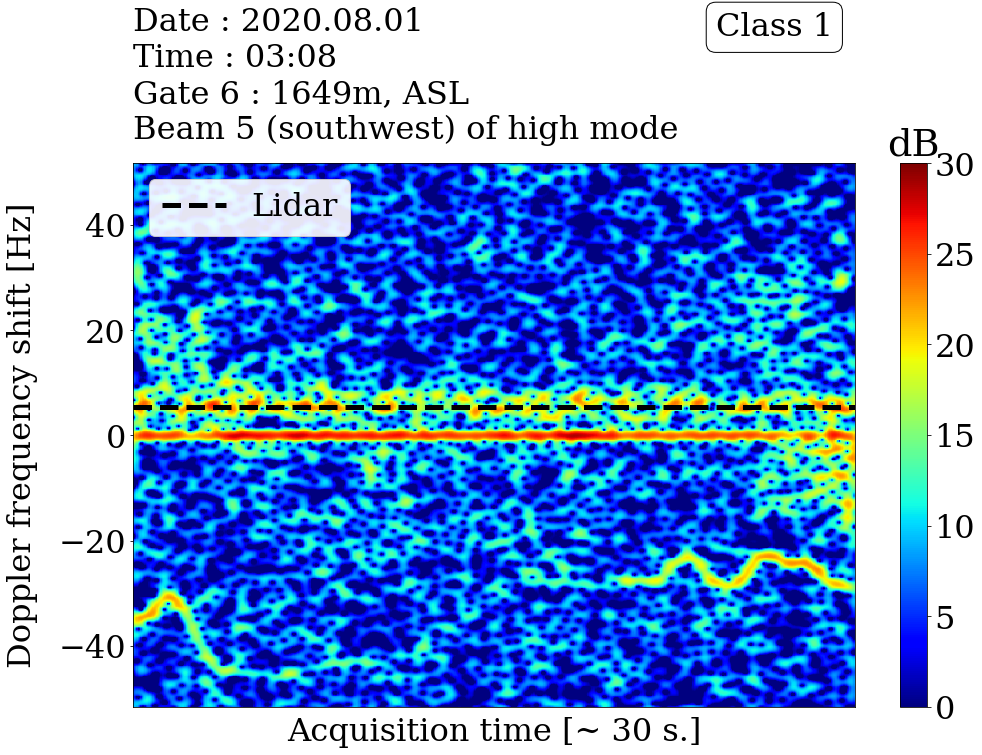 Date : 2020.08.01
Time : 03:08
Gate 6 : 1649m, ASL
Beam 5 (southwest) of high mode
Class 1
dB
Lidar
Doppler frequency shift [Hz]
40
20
0
−20
−40
30
25
20
15
10
5
0
Acquisition time [~ 30 s.]